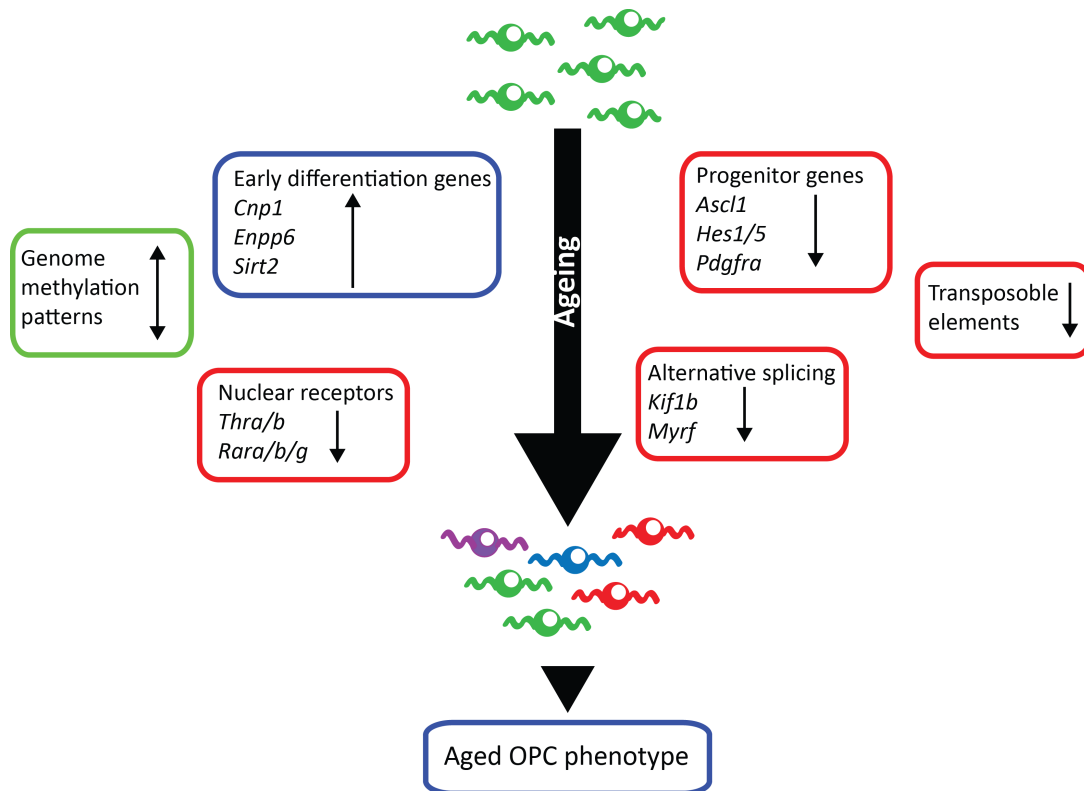 Early differentiation genes
Cnp1
Enpp6
Sirt2
Genome
methylation
patterns
Nuclear receptors
Thra/b
Rara/b/g
Ageing
Progenitor genes
Ascl1
Hes1/5
Pdgfra
Transposoble
elements
Alternative splicing
Kif1b
Myrf
Aged OPC phenotype